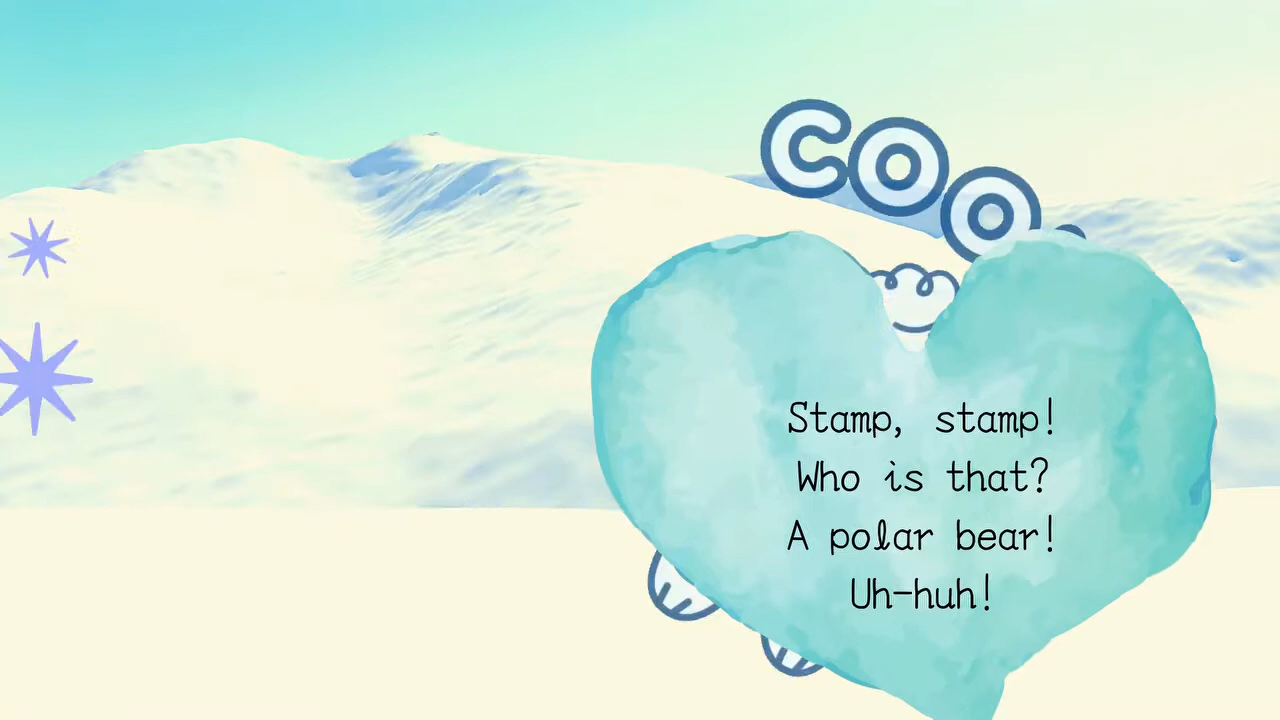 COO
Stamp, stamp!
Who is that?
A polar bear!
Uh-huh!